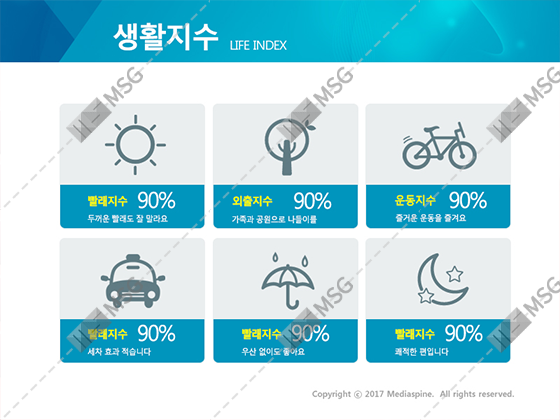 생활지수 LIFE INDEX
MSG
MSG
빨래지수 90%
두꺼운 빨래도 잘 말라요
외출지수 90%
가족과 공원으로 나들이를
운동지수 90%
즐거운 운동을 즐겨요
MSG
MSG
빨래지수 90%
세차 효과 적습니다
빨래지수 90%
우산 없이도 좋아요
빨래지수 90%
쾌적한 편입니다
Copyright ⓒ 2017 Mediaspine. All rights reserved.